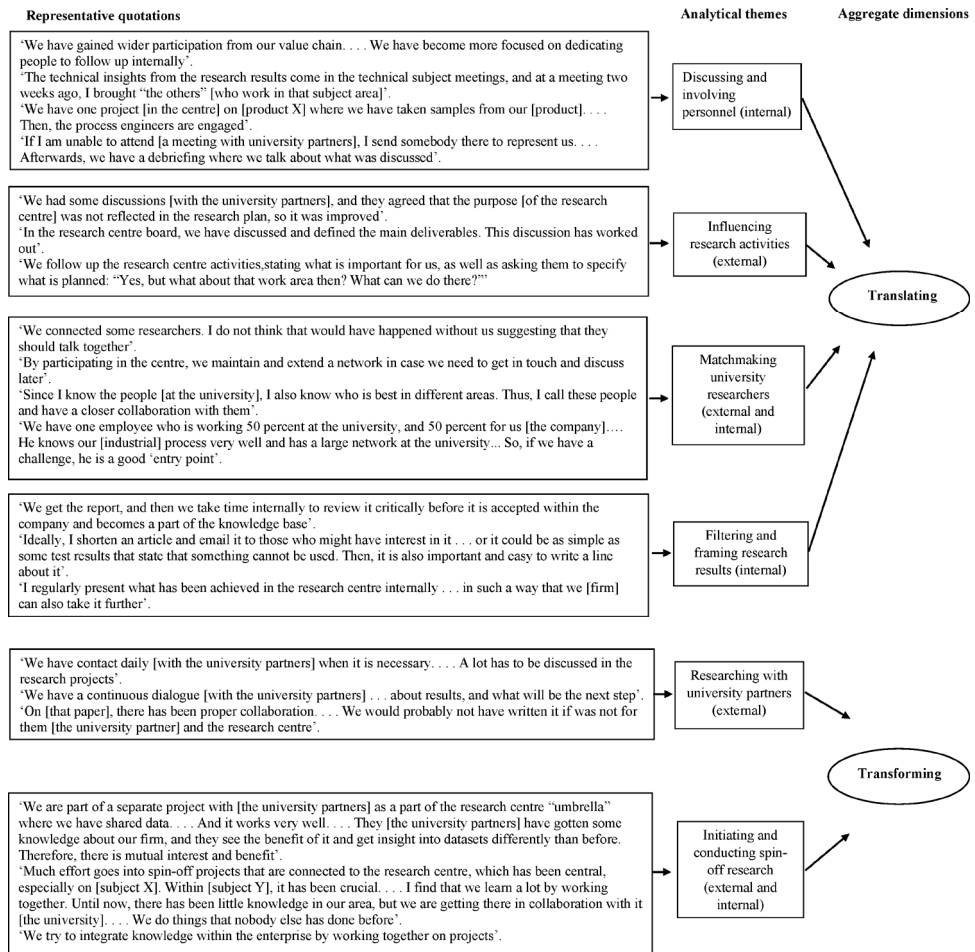 Representative quotations
Analytical themes
Aggregate dimensions
‘We have gained wider participation from our value chain. . . . We have become more focused on dedicating
people to follow up internally’.
‘The technical insights from the research results come in the technical subject meetings, and at a meeting two
weeks ago, I brought “the others” [who work in that subject area]’.
‘We have one project [in the centre] on [product X] where we have taken samples from our [product]. . . .
Then, the process engineers are engaged’.
‘If I am unable to attend [a meeting with university partners], I send somebody there to represent us. . . .
Afterwards, we have a debriefing where we talk about what was discussed’.
Discussing and
involving
personnel (internal)
‘We had some discussions [with the university partners], and they agreed that the purpose [of the research
centre] was not reflected in the research plan, so it was improved’.
‘In the research centre board, we have discussed and defined the main deliverables. This discussion has worked
out’.
‘We follow up the research centre activities,stating what is important for us, as well as asking them to specify
what is planned: “Yes, but what about that work area then? What can we do there?”’
Influencing
research activities
(external)
Translating
‘We connected some researchers. I do not think that would have happened without us suggesting that they
should talk together’.
‘By participating in the centre, we maintain and extend a network in case we need to get in touch and discuss
later’.
‘Since I know the people [at the university], I also know who is best in different areas. Thus, I call these people
and have a closer collaboration with them’.
‘We have one employee who is working 50 percent at the university, and 50 percent for us [the company]….
He knows our [industrial] process very well and has a large network at the university... So, if we have a
challenge, he is a good ‘entry point’.
Matchmaking
university
researchers
(external and
internal)
‘We get the report, and then we take time internally to review it critically before it is accepted within the
company and becomes a part of the knowledge base’.
‘Ideally, I shorten an article and email it to those who might have interest in it . . . or it could be as simple as
some test results that state that something cannot be used. Then, it is also important and easy to write a line
about it’.
‘I regularly present what has been achieved in the research centre internally . . . in such a way that we [firm]
can also take it further’.
Filtering and
framing research
results (internal)
‘We have contact daily [with the university partners] when it is necessary. . . . A lot has to be discussed in the
research projects’.
‘We have a continuous dialogue [with the university partners] . . . about results, and what will be the next step’.
‘On [that paper], there has been proper collaboration. . . . We would probably not have written it if was not for
them [the university partner] and the research centre’.
Researching with
university partners
(external)
Transforming
‘We are part of a separate project with [the university partners] as a part of the research centre “umbrella”
where we have shared data. . . . And it works very well. . . . They [the university partners] have gotten some
knowledge about our firm, and they see the benefit of it and get insight into datasets differently than before.
Therefore, there is mutual interest and benefit’.
‘Much effort goes into spin-off projects that are connected to the research centre, which has been central,
especially on [subject X]. Within [subject Y], it has been crucial. . . . I find that we learn a lot by working
together. Until now, there has been little knowledge in our area, but we are getting there in collaboration with it
[the university]. . . . We do things that nobody else has done before’.
‘We try to integrate knowledge within the enterprise by working together on projects’.
Initiating and
conducting spin-
off research
(external and
internal)